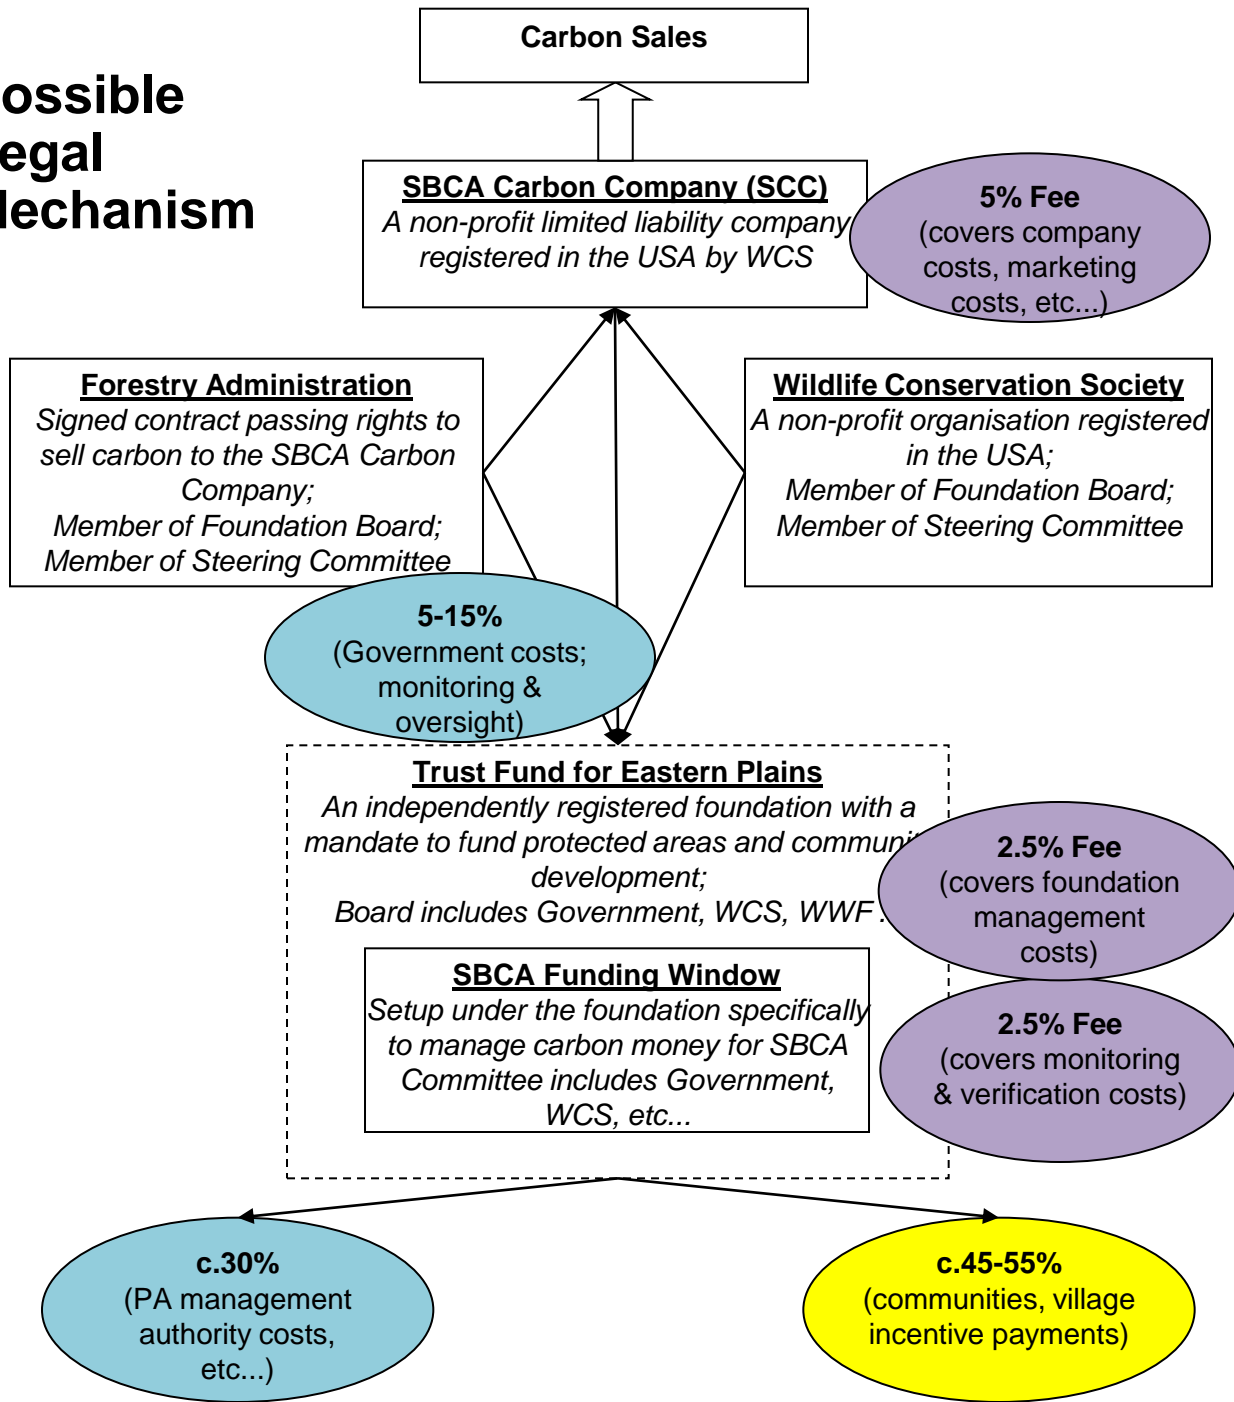 Carbon Sales
ossible
egal
lechanism
SBCA Carbon Company (SCC)
A non-profit limited liability company
registered in the USA by WCS
5% Fee
(covers company
costs, marketing
costs, etc...)
Forestry Administration
Signed contract passing rights to
sell carbon to the SBCA Carbon
Company;
Member of Foundation Board;
Member of Steering Committee
Wildlife Conservation Society
A non-profit organisation registered
in the USA;
Member of Foundation Board;
Member of Steering Committee
5-15%
(Government costs;
monitoring &
oversight)
Trust Fund for Eastern Plains
An independently registered foundation with a
mandate to fund protected areas and communit
development;
Board includes Government, WCS, WWF .
2.5% Fee
(covers foundation
management
costs)
SBCA Funding Window
Setup under the foundation specifically
to manage carbon money for SBCA
Committee includes Government,
WCS, etc...
2.5% Fee
(covers monitoring
& verification costs)
c.30%
(PA management
authority costs,
etc...)
c.45-55%
(communities, village
incentive payments)